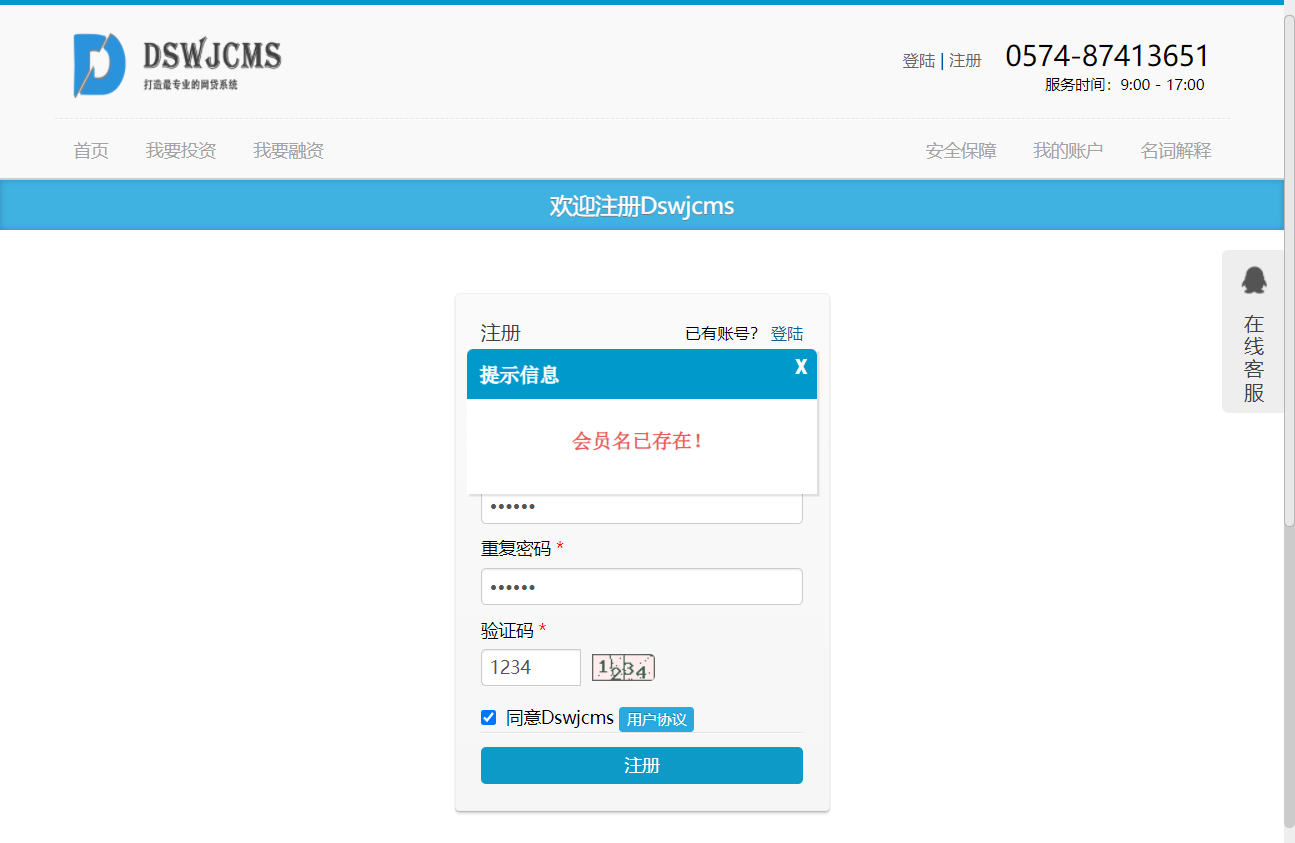 DSWJCMS
打造最专业的网贷系统
登陆 | 注册
0574-87413651
服务时间：9:00 - 17:00
首页 我要投资 我要融资 安全保障 我的账户 名词解释
欢迎注册Dswjcms
在线客服
注册 已有账号？ 登陆
提示信息 X
会员名已存在！
••••••
重复密码 *
••••••
验证码 *
1234 1234
同意Dswjcms 用户协议
注册